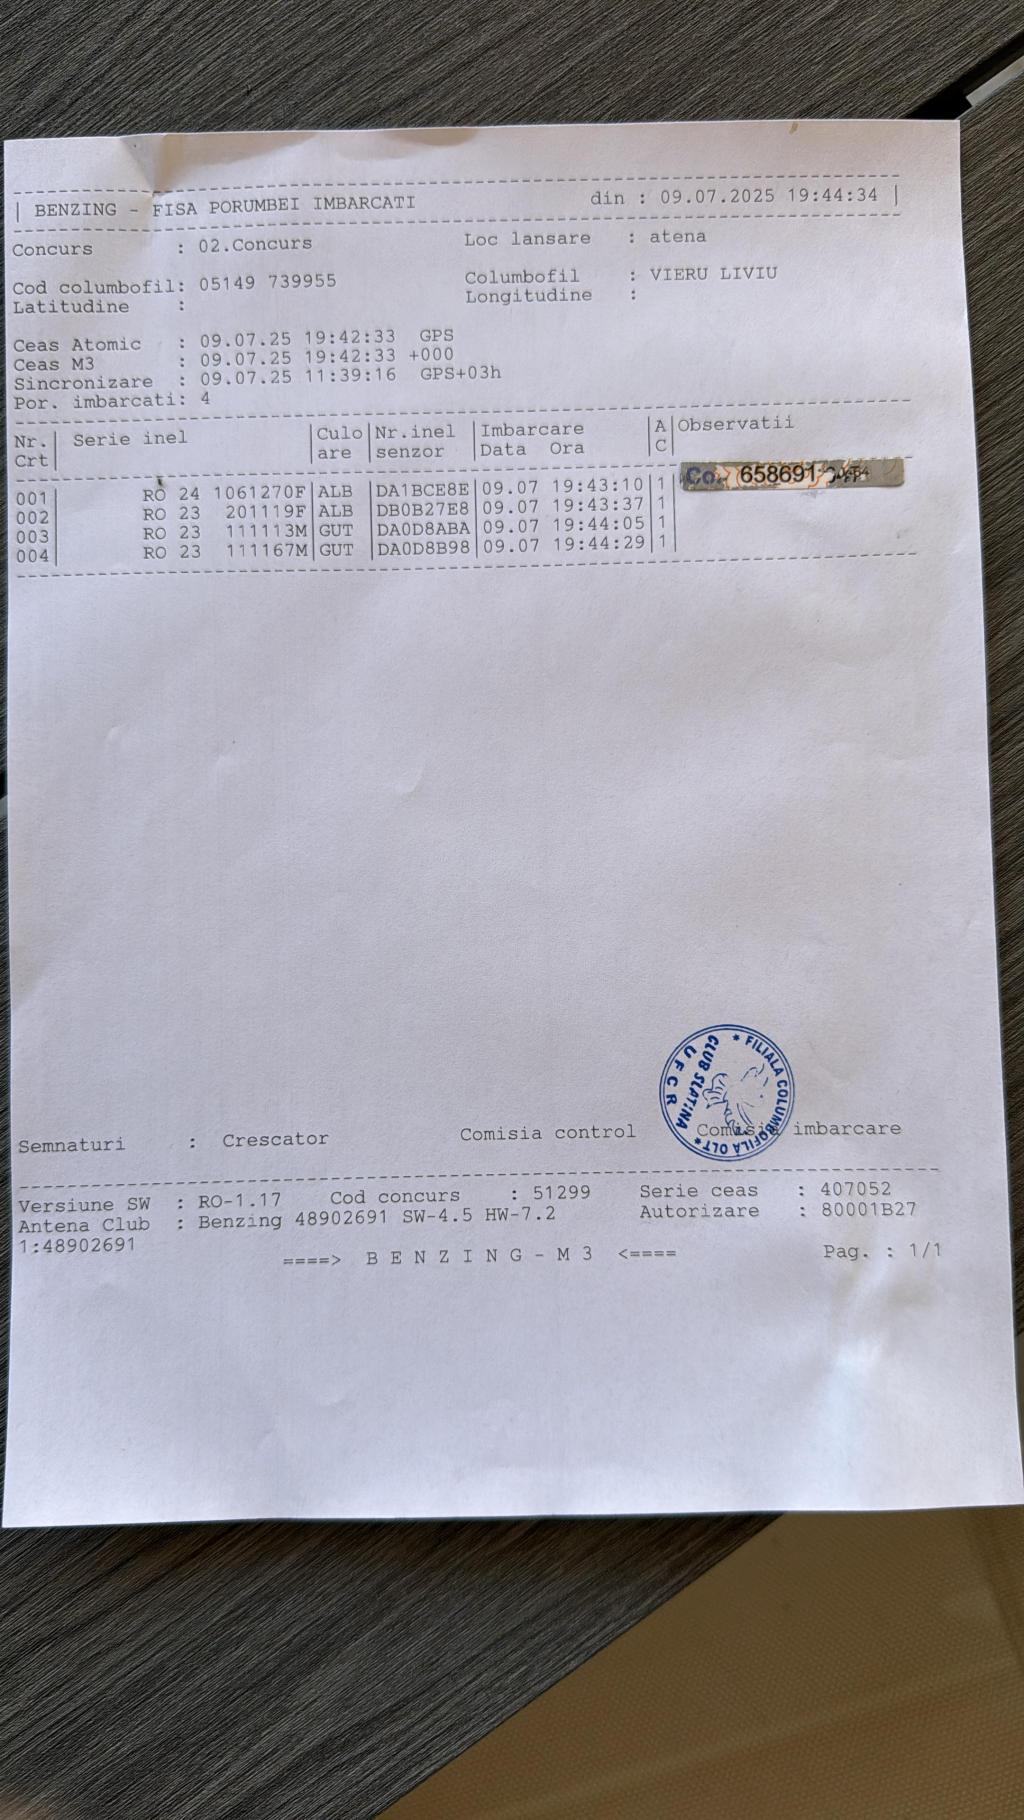 | BENZING - FISA PORUMBEI IMBARCATI din : 09.07.2025 19:44:34 |
Concurs : 02.Concurs Loc lansare : atena
Cod columbofil: 05149 739955 Columbofil : VIERU LIVIU
Latitudine : Longitudine :
Ceas Atomic : 09.07.25 19:42:33 GPS
Ceas M3 : 09.07.25 19:42:33 +000
Sincronizare : 09.07.25 11:39:16 GPS+03h
Por. imbarcati: 4
Nr.| Serie inel |Culo|Nr.inel |Imbarcare |A|Observatii
Crt| |are |senzor |Data Ora |C|
001| RO 24 1061270F|ALB |DA1BCE8E|09.07 19:43:10|1| Co. 658691
002| RO 23 201119F|ALB |DB0B27E8|09.07 19:43:37|1|
003| RO 23 111113M|GUT |DA0D8ABA|09.07 19:44:05|1|
004| RO 23 111167M|GUT |DA0D8B98|09.07 19:44:29|1|
* FILIALA COLUMBOFILA OLT *
CLUB SLATINA
UFCR
Semnaturi : Crescator Comisia control Comisia imbarcare
Versiune SW : RO-1.17 Cod concurs : 51299 Serie ceas : 407052
Antena Club : Benzing 48902691 SW-4.5 HW-7.2 Autorizare : 80001B27
1:48902691
====> B E N Z I N G - M 3 <==== Pag. : 1/1